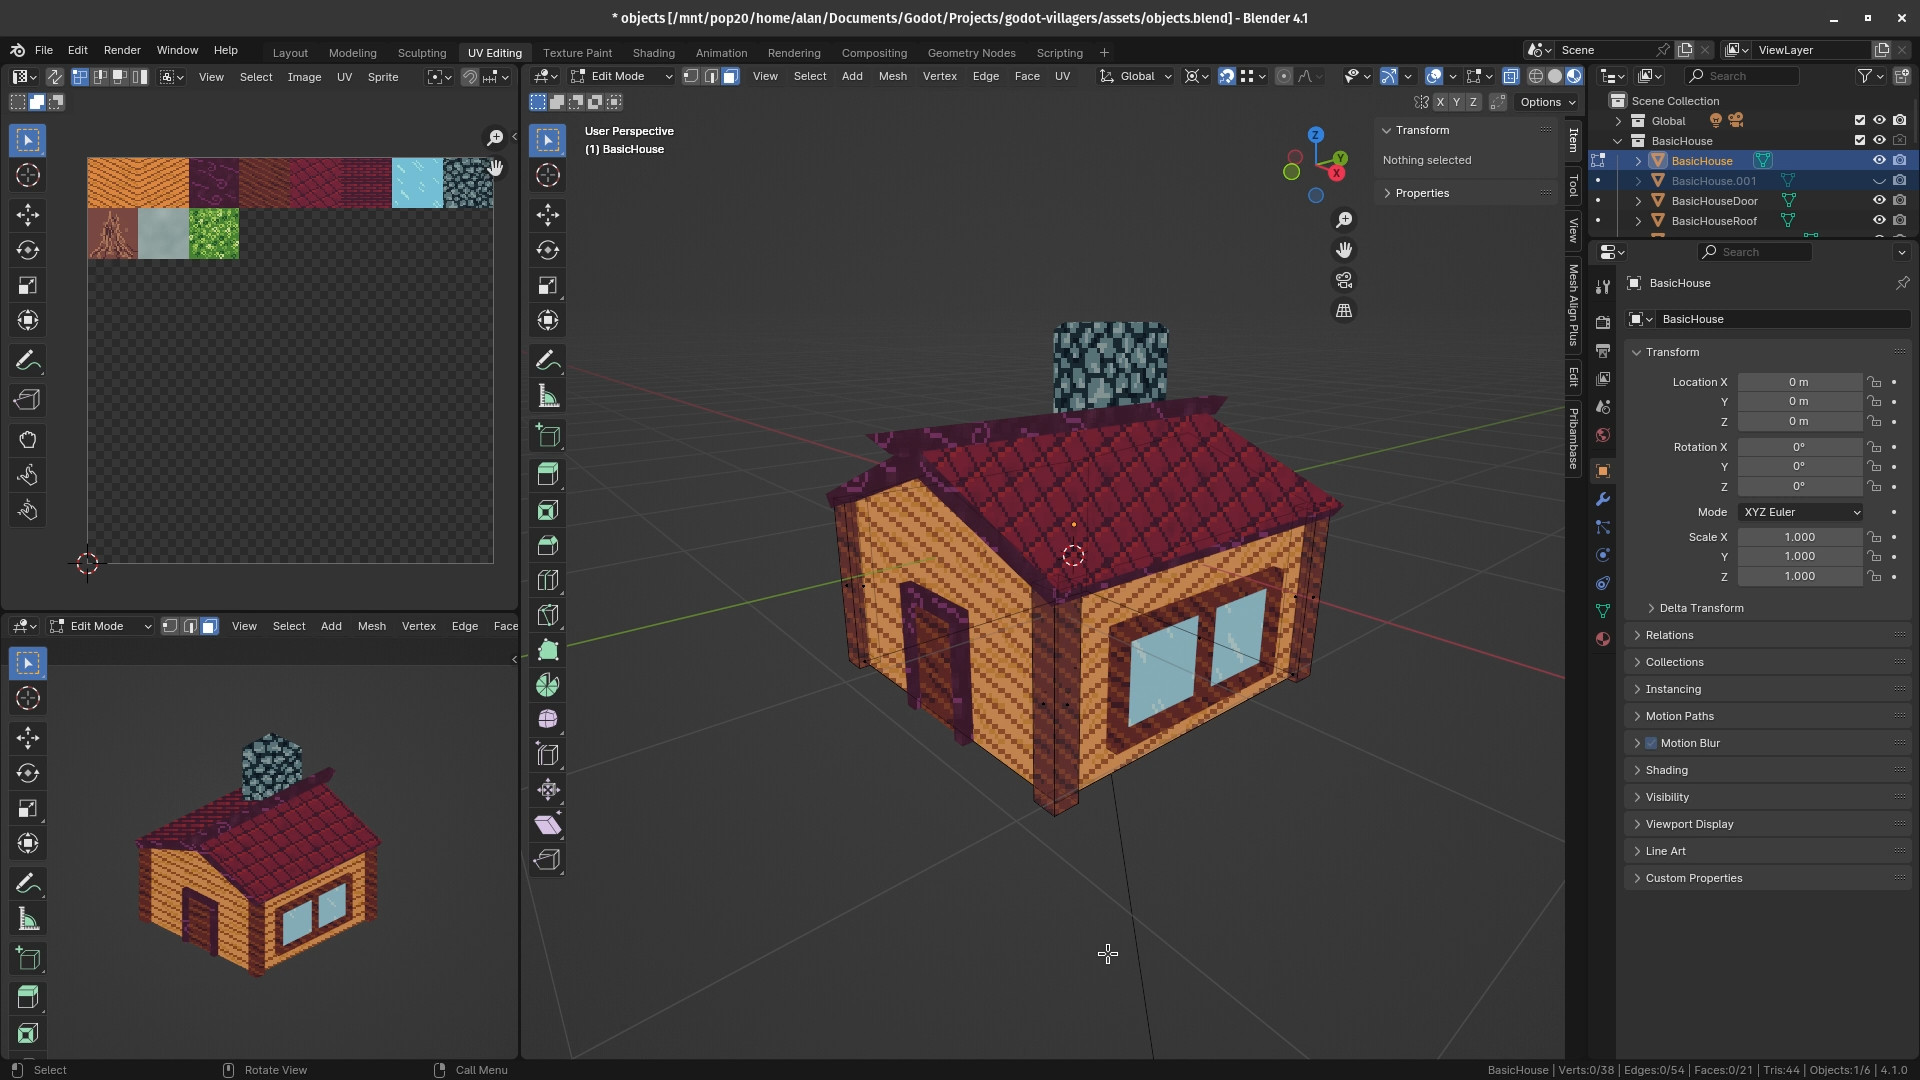 * objects [/mnt/pop20/home/alan/Documents/Godot/Projects/godot-villagers/assets/objects.blend] - Blender 4.1
File Edit Render Window Help
Layout Modeling Sculpting UV Editing Texture Paint Shading Animation Rendering Compositing Geometry Nodes Scripting +
Scene
ViewLayer
View Select Image UV Sprite
Edit Mode
View Select Add Mesh Vertex Edge Face UV
Global
Search
X Y Z
Options
User Perspective
(1) BasicHouse
Z
Y
X
Transform
Nothing selected
Properties
Item
Tool
View
Mesh Align Plus
Edit
Pribambase
Scene Collection
Global
BasicHouse
BasicHouse
BasicHouse.001
BasicHouseDoor
BasicHouseRoof
Search
BasicHouse
BasicHouse
Transform
Location X 0 m
Y 0 m
Z 0 m
Rotation X 0°
Y 0°
Z 0°
Mode XYZ Euler
Scale X 1.000
Y 1.000
Z 1.000
Delta Transform
Relations
Collections
Instancing
Motion Paths
Motion Blur
Shading
Visibility
Viewport Display
Line Art
Custom Properties
Edit Mode
View Select Add Mesh Vertex Edge Face
Select
Rotate View
Call Menu
BasicHouse | Verts:0/38 | Edges:0/54 | Faces:0/21 | Tris:44 | Objects:1/6 | 4.1.0